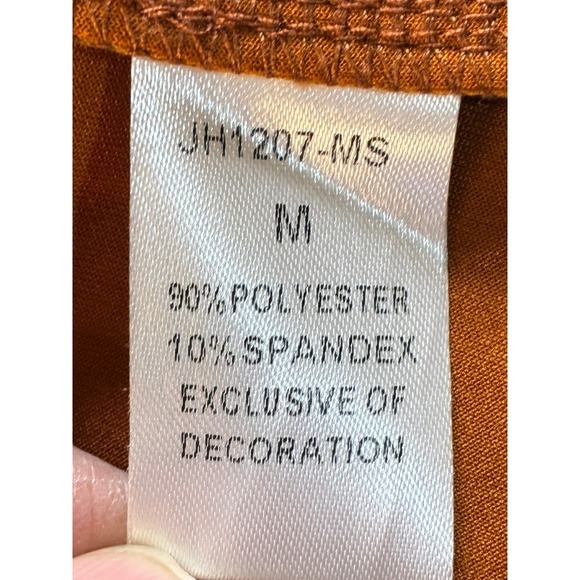 JH1207-MS
M
90%POLYESTER
10%SPANDEX
EXCLUSIVE OF
DECORATION